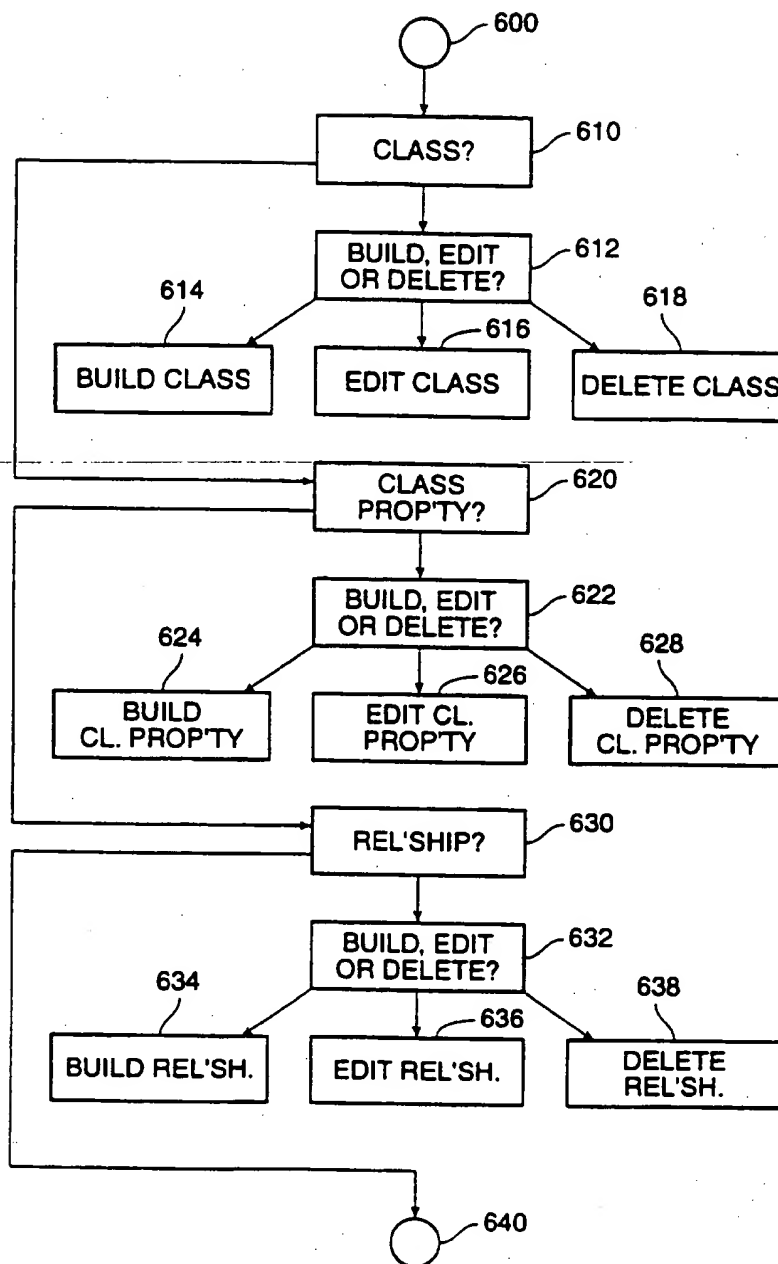 600
CLASS?
610
BUILD, EDIT
OR DELETE?
612
614
616
618
BUILD CLASS
EDIT CLASS
DELETE CLASS
CLASS
PROP'TY?
620
BUILD, EDIT
OR DELETE?
622
624
626
628
BUILD
CL. PROP'TY
EDIT CL.
PROP'TY
DELETE
CL. PROP'TY
REL'SHIP?
630
BUILD, EDIT
OR DELETE?
632
634
636
638
BUILD REL'SH.
EDIT REL'SH.
DELETE
REL'SH.
640